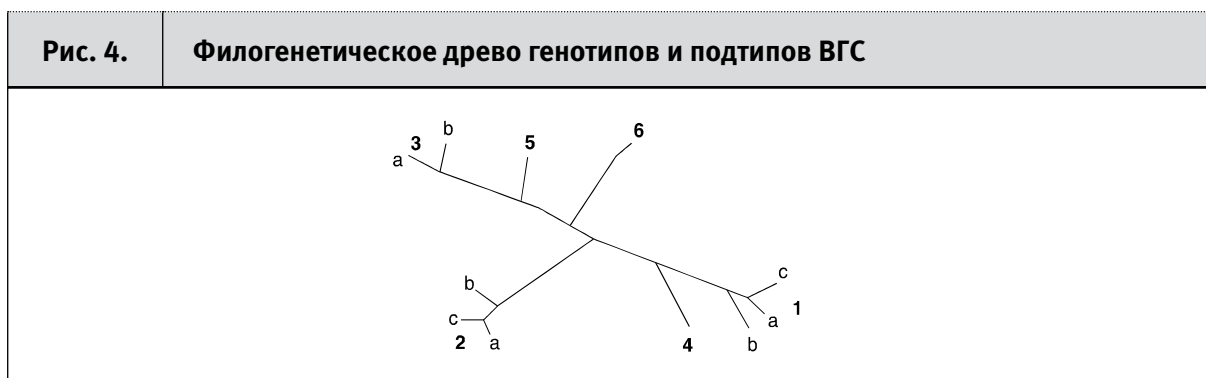 Рис. 4. Филогенетическое древо генотипов и подтипов ВГС
b
3
5
6
a
c
b
1
a
c
2
a
4
b